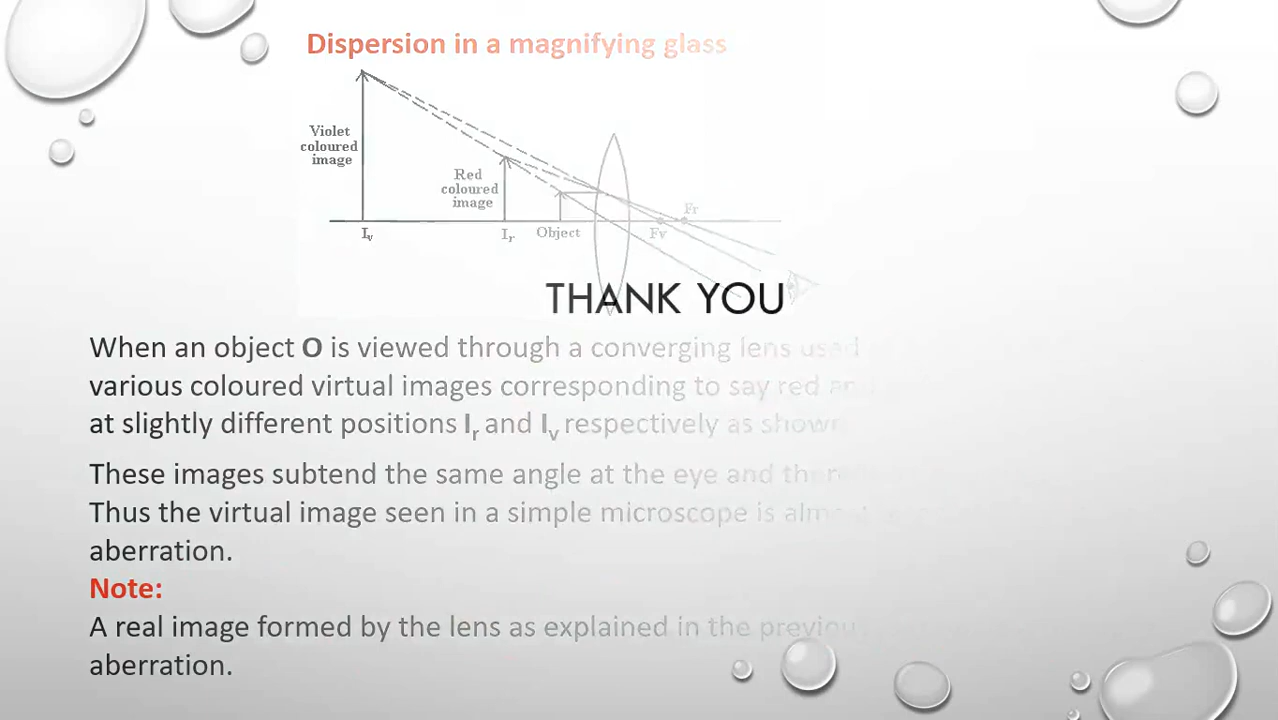 Dispersion in a magnifying glass
Violet
coloured
image
Red
coloured
image
Fr
Iv
Ir
Object
Fv
THANK YOU
When an object O is viewed through a converging lens used
various coloured virtual images corresponding to say red and
at slightly different positions Ir and Iv respectively as shown
These images subtend the same angle at the eye and
Thus the virtual image seen in a simple microscope is
aberration.
Note:
A real image formed by the lens as explained in the previous
aberration.